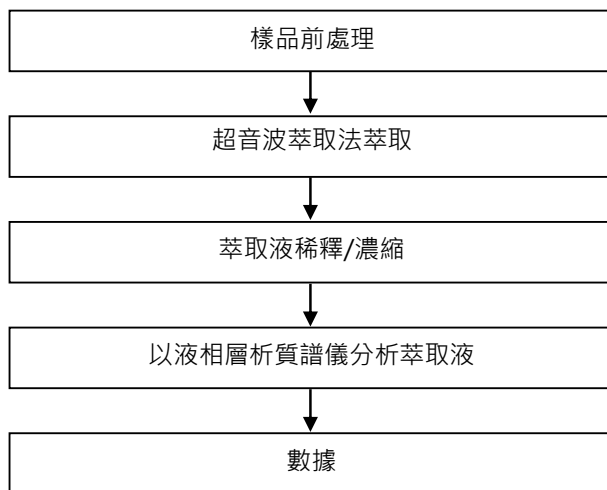 樣品前處理
超音波萃取法萃取
萃取液稀釋/濃縮
以液相層析質譜儀分析萃取液
數據